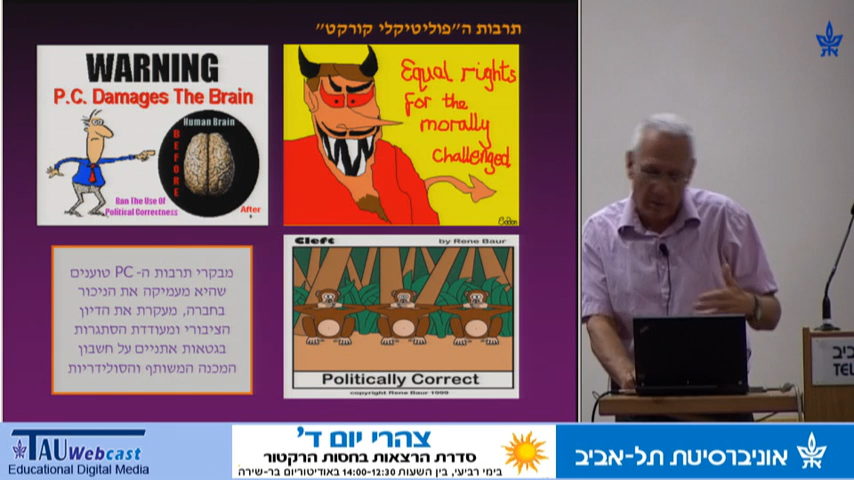 תרבות ה"פוליטיקלי קורקט"
WARNING
P.C. Damages The Brain
Human Brain
BEFORE
Ban The Use Of
Political Correctness
After
Equal rights
for the
morally
challenged
Cleft
by Rene Baur
Politically Correct
copyright Rene Baur 1999
מבקרי תרבות ה- PC טוענים
שהיא מעמיקה את הניכור
בחברה, מעקרת את הדיון
הציבורי ומעודדת הסתגרות
בגטאות אתניים על חשבון
המכנה המשותף והסולידריות
TAU Webcast
Educational Digital Media
צהרי יום ד'
סדרת הרצאות בחסות הרקטור
בימי רביעי, בין השעות 14:00-12:30 באודיטוריום בר-שירה
אוניברסיטת תל-אביב